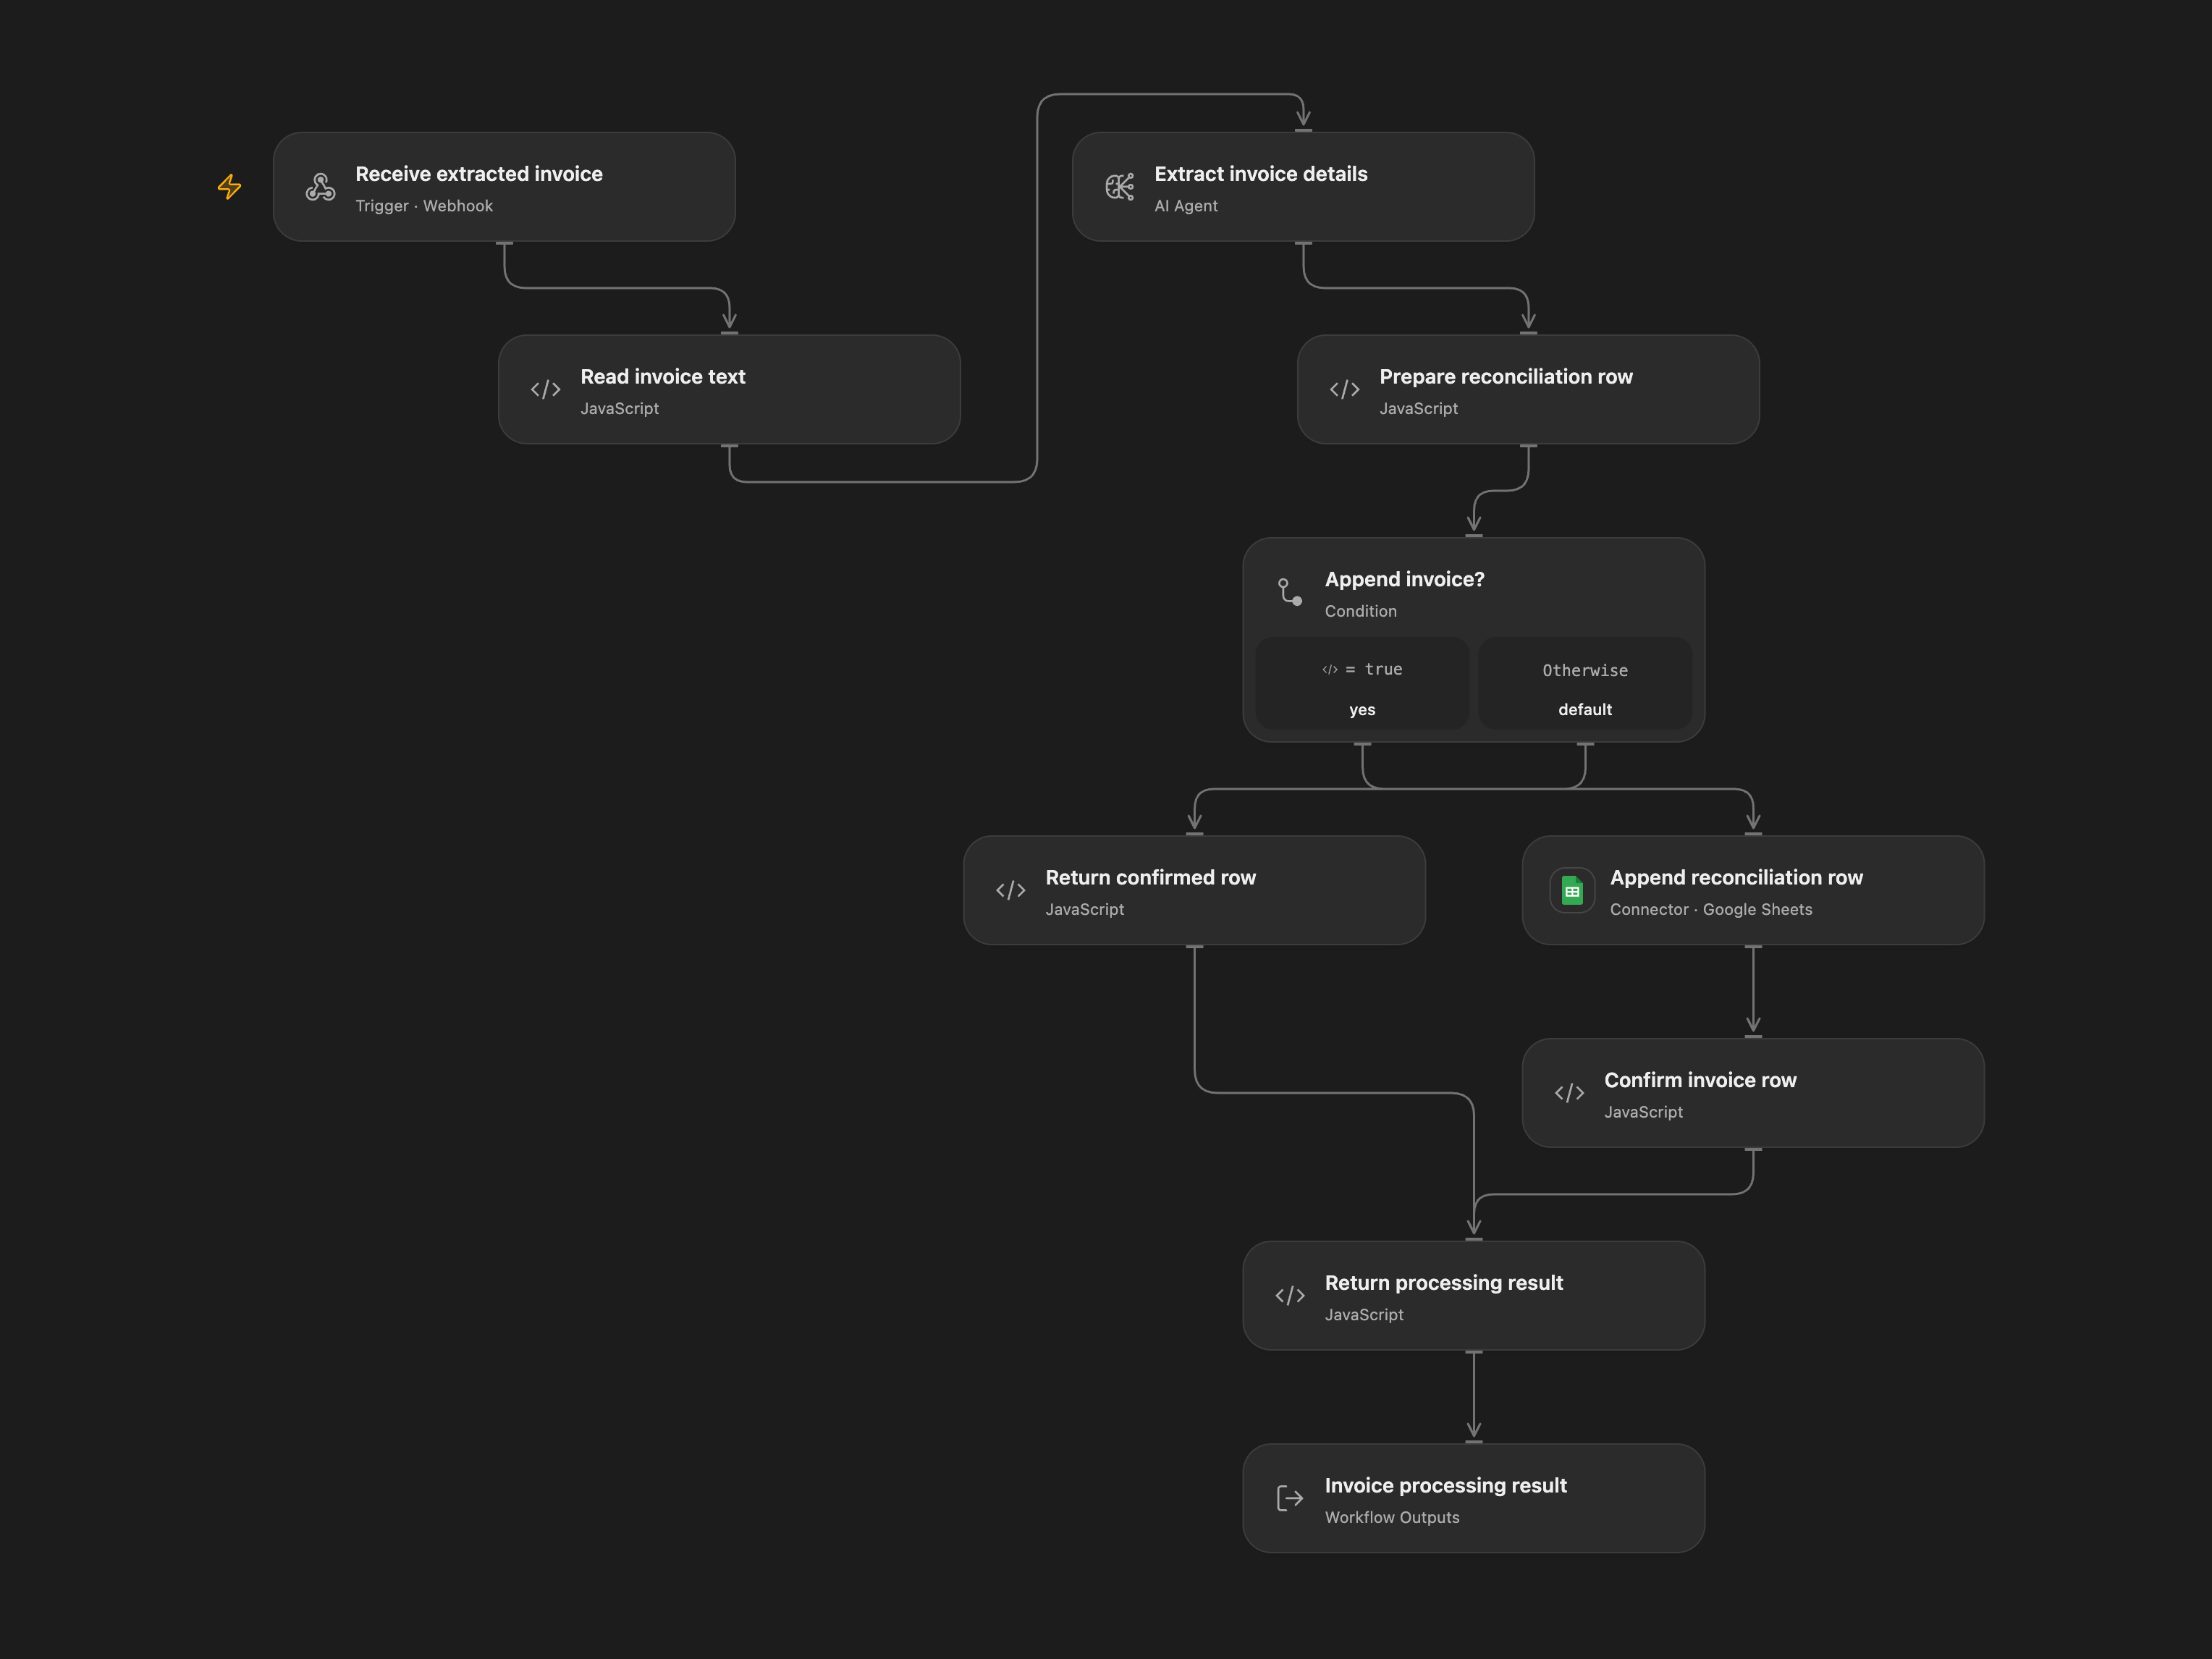 Receive extracted invoice
Trigger · Webhook
Read invoice text
JavaScript
Extract invoice details
AI Agent
Prepare reconciliation row
JavaScript
Append invoice?
Condition
</> = true
yes
Otherwise
default
Return confirmed row
JavaScript
Append reconciliation row
Connector · Google Sheets
Confirm invoice row
JavaScript
Return processing result
JavaScript
Invoice processing result
Workflow Outputs